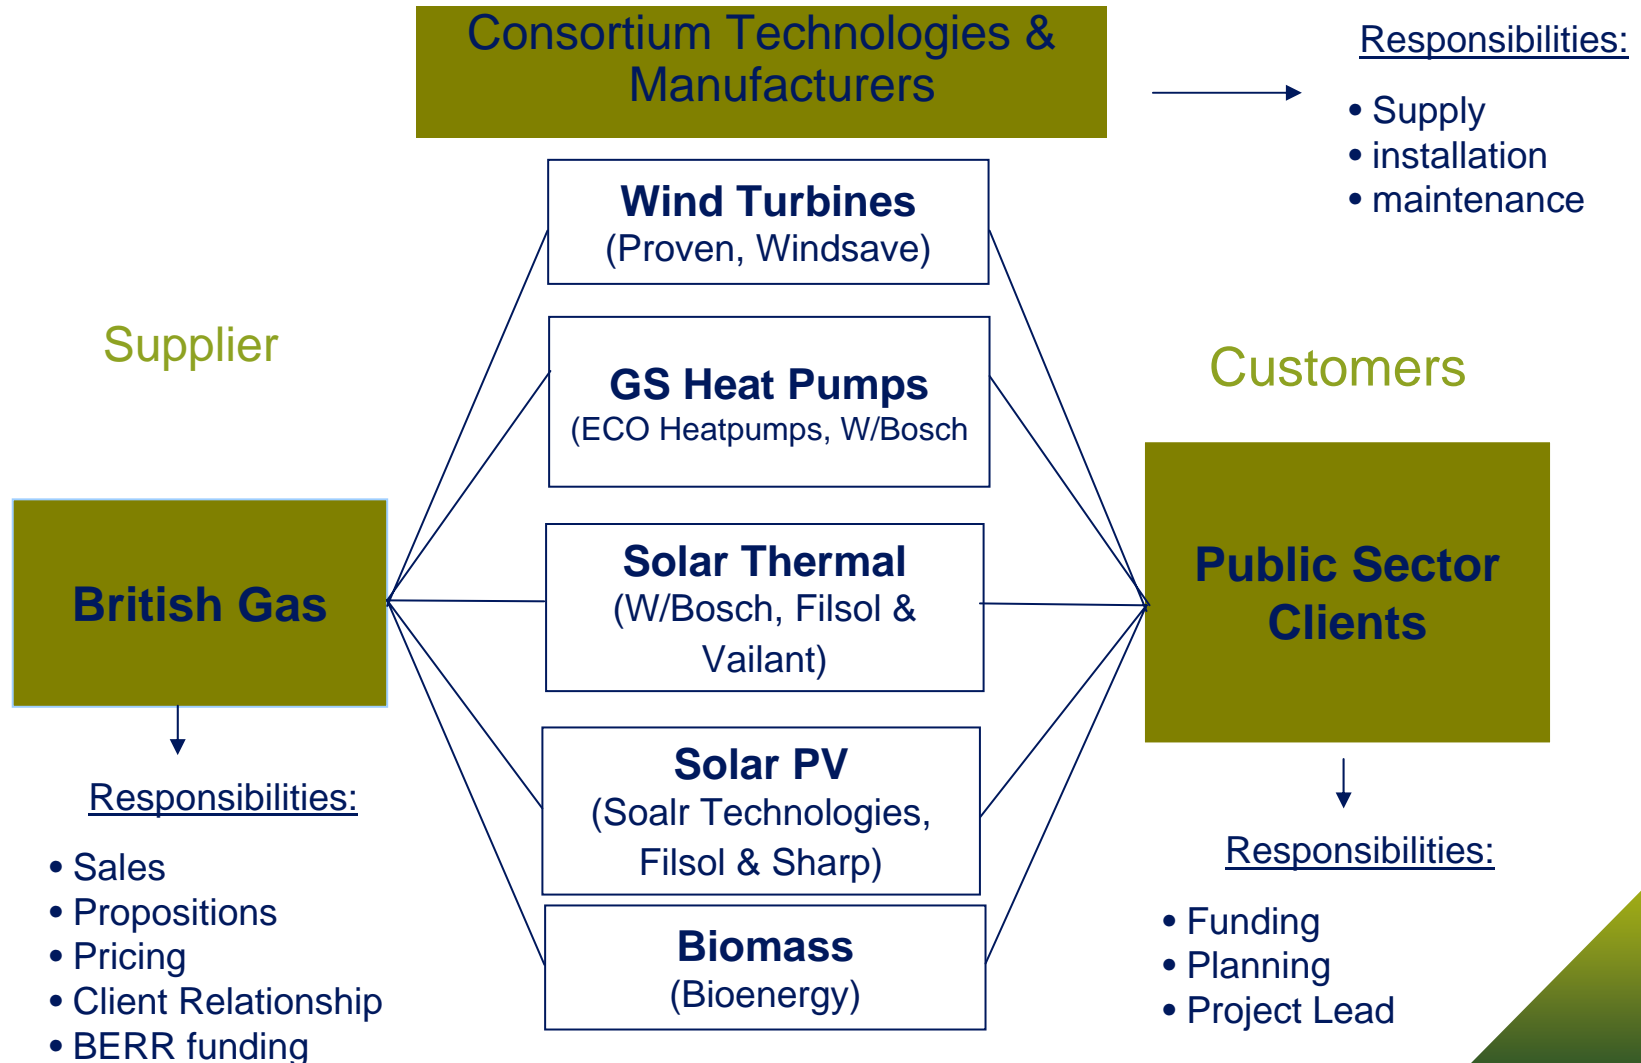 Consortium Technologies &
Manufacturers
Responsibilities:
• Supply
• installation
• maintenance
Wind Turbines
(Proven, Windsave)
Supplier
GS Heat Pumps
(ECO Heatpumps, W/Bosch
Customers
British Gas
Solar Thermal
(W/Bosch, Filsol &
Vailant)
Public Sector
Clients
Solar PV
(Soalr Technologies,
Filsol & Sharp)
Biomass
(Bioenergy)
Responsibilities:
• Sales
• Propositions
• Pricing
• Client Relationship
• BERR funding
Responsibilities:
• Funding
• Planning
• Project Lead